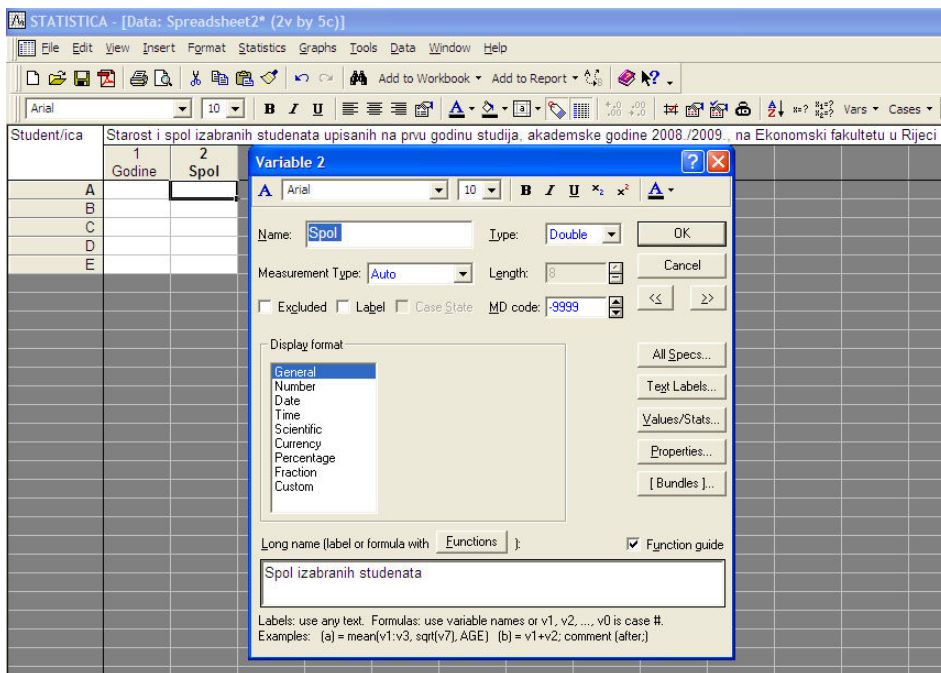 STATISTICA - [Data: Spreadsheet2* (2v by 5c)]
File Edit View Insert Format Statistics Graphs Tools Data Window Help
Add to Workbook Add to Report
Arial 10 B I U Vars Cases
Student/ica Starost i spol izabranih studenata upisanih na prvu godinu studija, akademske godine 2008./2009., na Ekonomski fakultetu u Rijeci
1 2
Godine Spol
A
B
C
D
E
Variable 2
A Arial 10 B I U x₂ x² A
Name: Spol Type: Double OK
Measurement Type: Auto Length: 8 Cancel
Excluded Label Case State MD code: -9999 << >>
Display format
General
Number
Date
Time
Scientific
Currency
Percentage
Fraction
Custom
All Specs...
Text Labels...
Values/Stats...
Properties...
[ Bundles ]...
Long name (label or formula with Functions ): Function guide
Spol izabranih studenata
Labels: use any text. Formulas: use variable names or v1, v2, ..., v0 is case #.
Examples: (a) = mean(v1:v3, sqrt(v7), AGE) (b) = v1+v2; comment (after;)